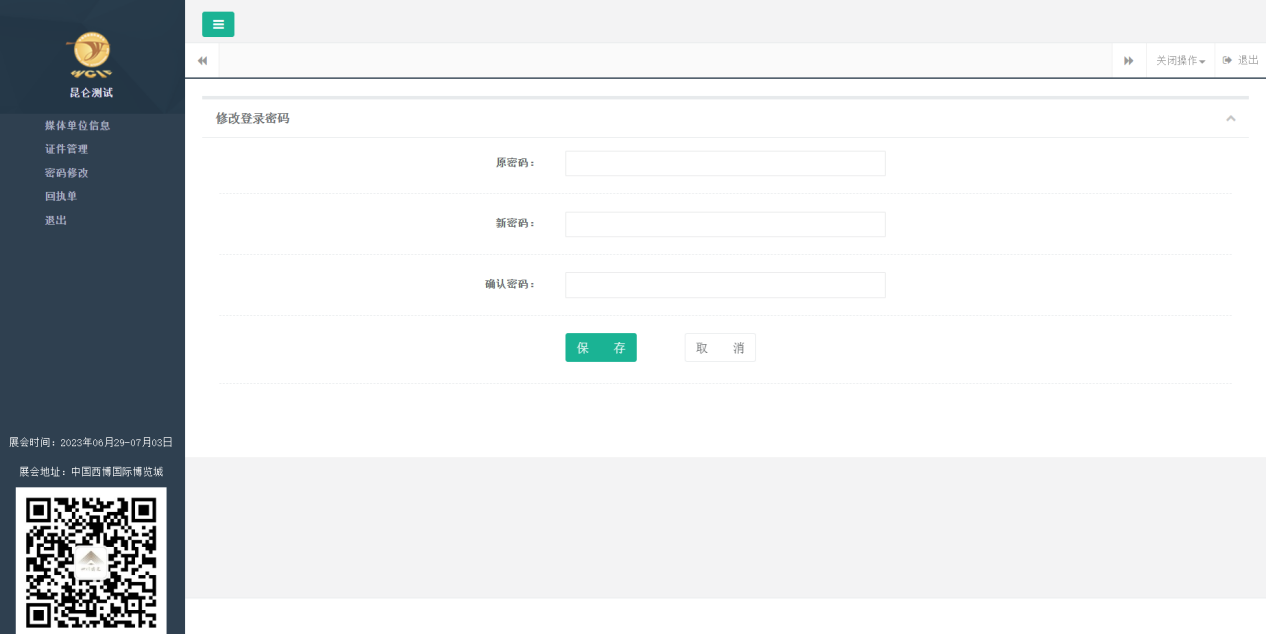 WCIF
昆仑测试
媒体单位信息
证件管理
密码修改
回执单
退出
展会时间：2023年06月29-07月03日
展会地址：中国西博国际博览城
关闭操作
退出
修改登录密码
原密码：
新密码：
确认密码：
保 存
取 消